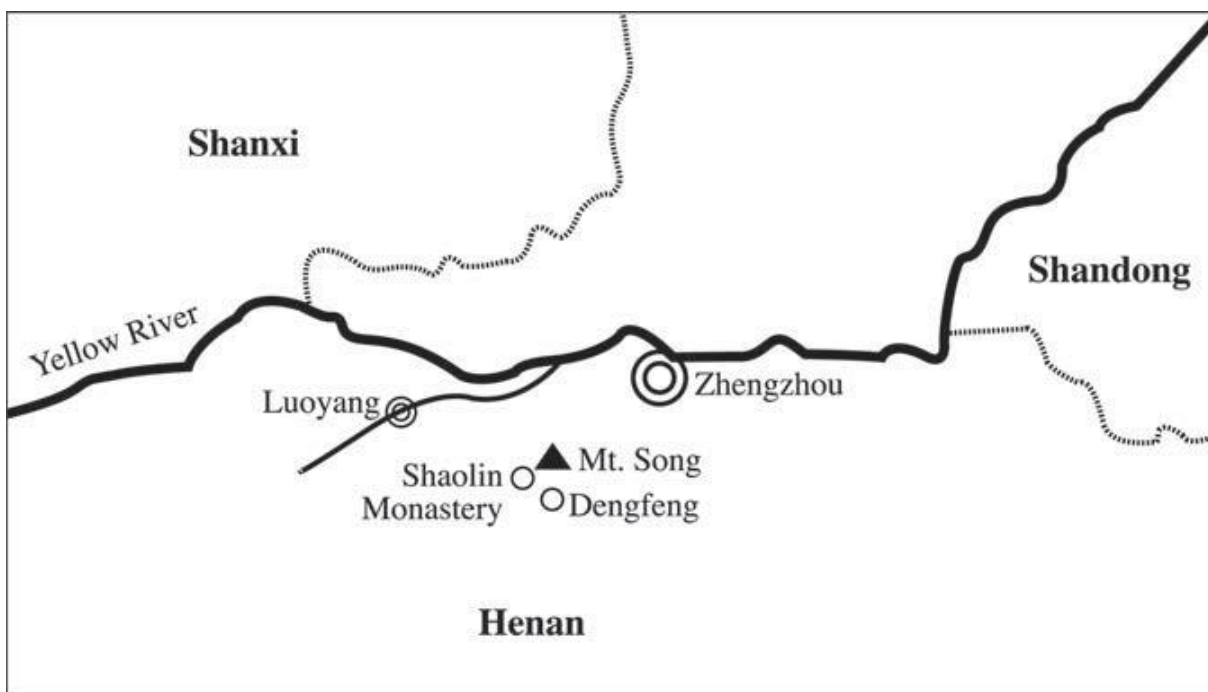 Shanxi
Shandong
Yellow River
Zhengzhou
Luoyang
Mt. Song
Shaolin
Monastery
Dengfeng
Henan